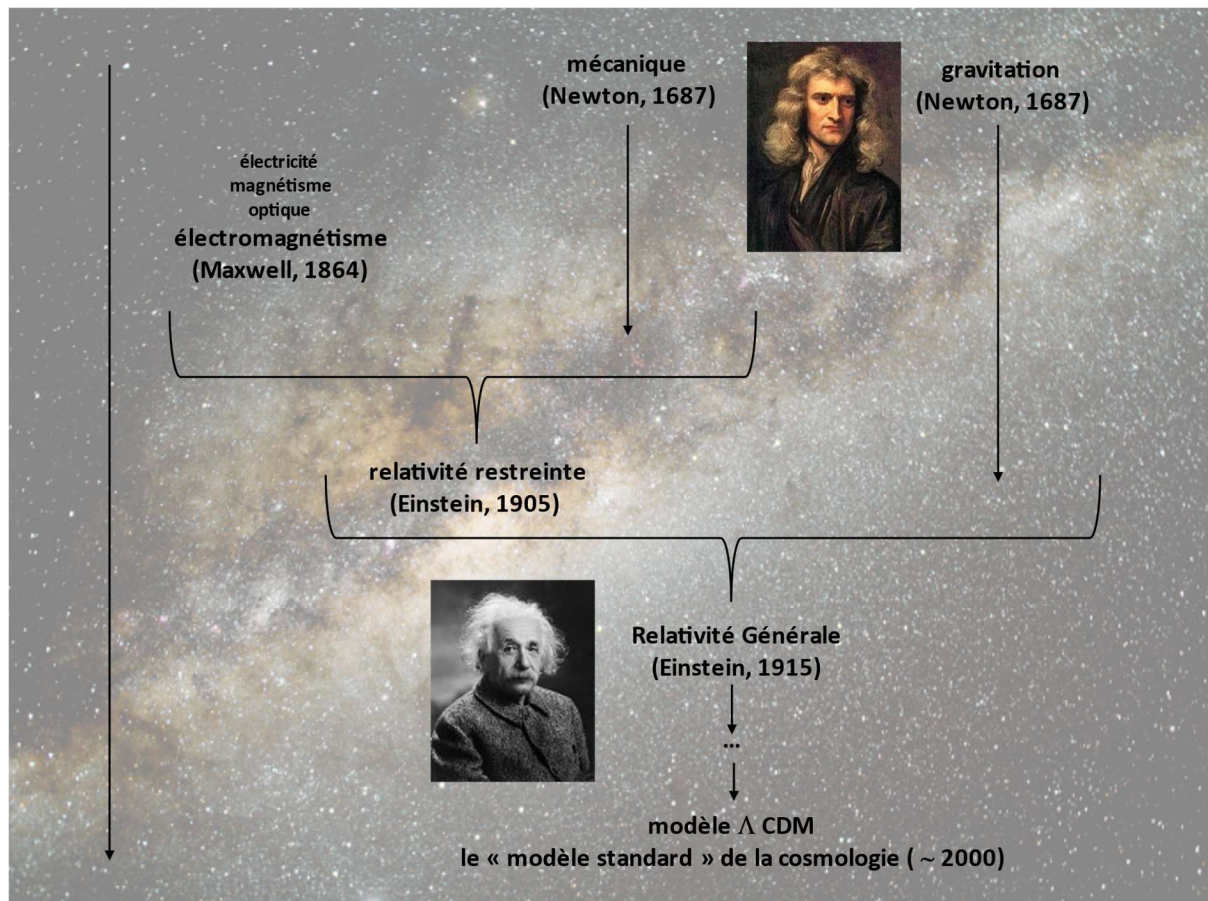 mécanique
(Newton, 1687)
gravitation
(Newton, 1687)
électricité
magnétisme
optique
électromagnétisme
(Maxwell, 1864)
relativité restreinte
(Einstein, 1905)
Relativité Générale
(Einstein, 1915)
...
modèle Λ CDM
le « modèle standard » de la cosmologie ( ~ 2000)